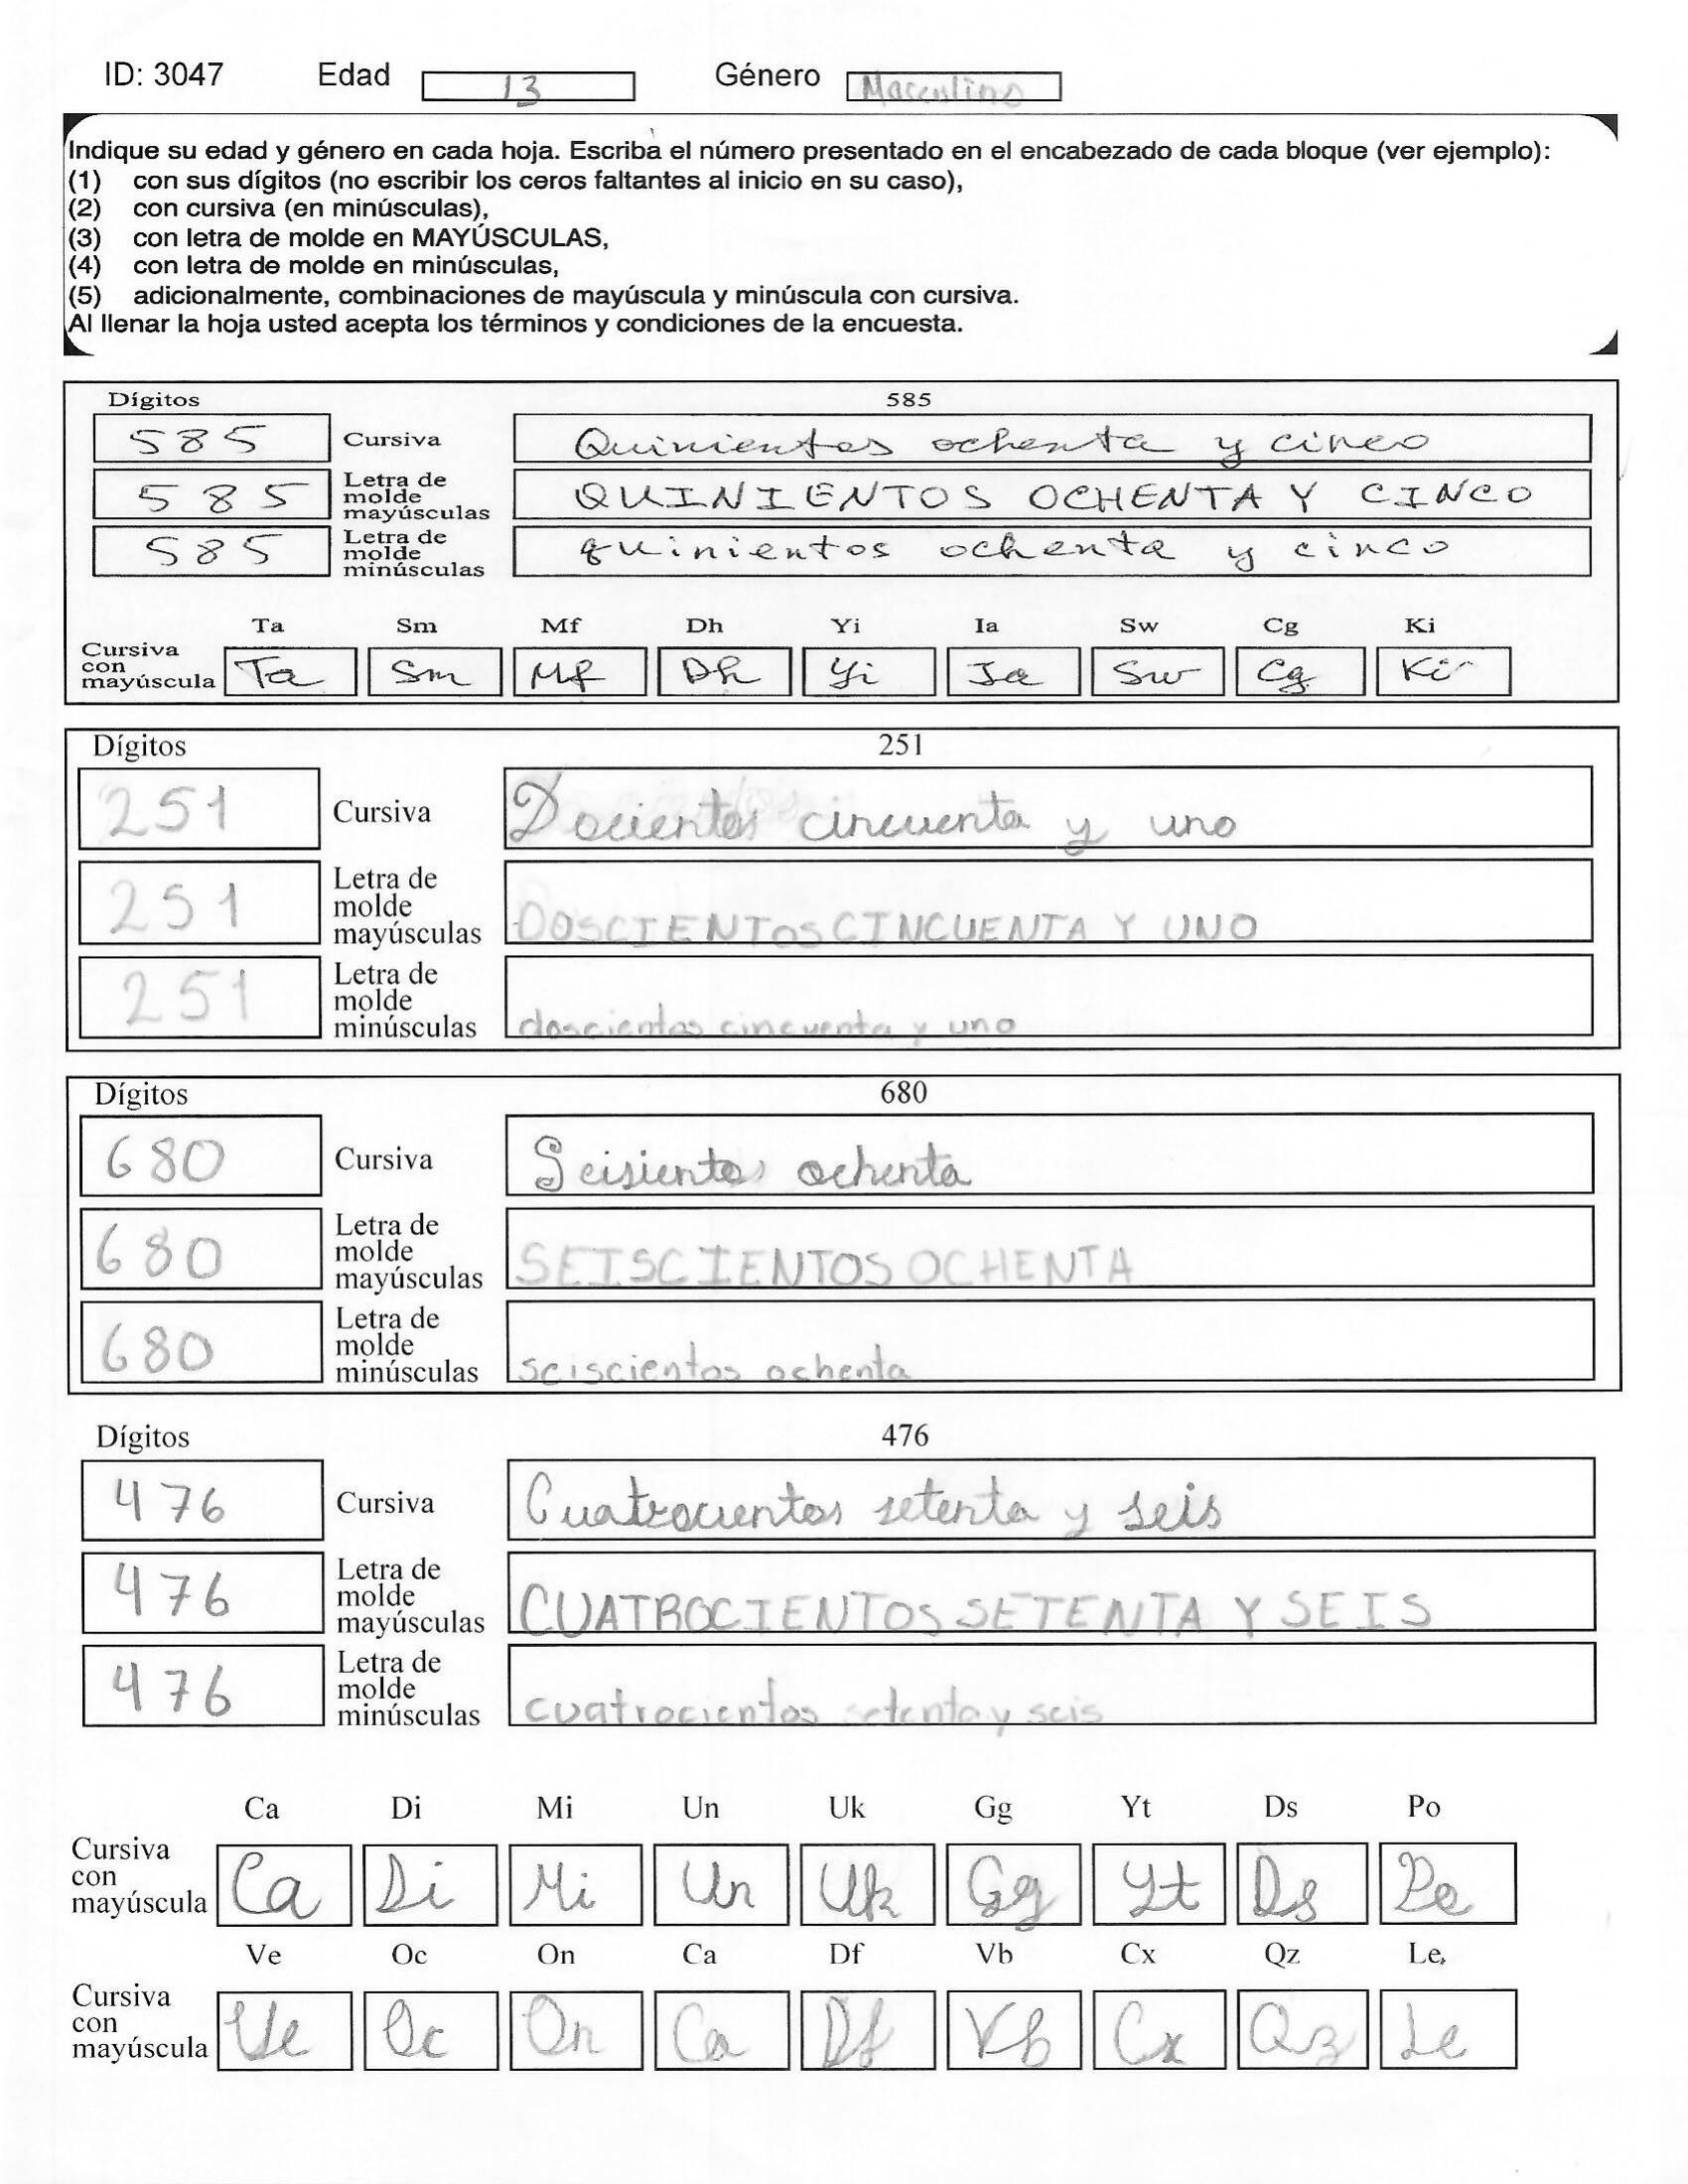 ID: 3047 Edad 13 Género Masculino
Indique su edad y género en cada hoja. Escriba el número presentado en el encabezado de cada bloque (ver ejemplo):
(1) con sus dígitos (no escribir los ceros faltantes al inicio en su caso),
(2) con cursiva (en minúsculas),
(3) con letra de molde en MAYÚSCULAS,
(4) con letra de molde en minúsculas,
(5) adicionalmente, combinaciones de mayúscula y minúscula con cursiva.
Al llenar la hoja usted acepta los términos y condiciones de la encuesta.
Dígitos 585
585 Cursiva Quinientos ochenta y cinco
585 Letra de molde mayúsculas QUINIENTOS OCHENTA Y CINCO
585 Letra de molde minúsculas quinientos ochenta y cinco
Ta Sm Mf Dh Yi Ia Sw Cg Ki
Cursiva con mayúscula Ta Sm Mf Dh Yi Ia Sw Cg Ki
Dígitos 251
251 Cursiva Docientos cincuenta y uno
251 Letra de molde mayúsculas DOSCIENTOS CINCUENTA Y UNO
251 Letra de molde minúsculas doscientos cincuenta y uno
Dígitos 680
680 Cursiva Seisientos ochenta
680 Letra de molde mayúsculas SEISCIENTOS OCHENTA
680 Letra de molde minúsculas seiscientos ochenta
Dígitos 476
476 Cursiva Cuatrocientos setenta y seis
476 Letra de molde mayúsculas CUATROCIENTOS SETENTA Y SEIS
476 Letra de molde minúsculas cuatrocientos setenta y seis
Ca Di Mi Un Uk Gg Yt Ds Po
Cursiva con mayúscula Ca Di Mi Un Uk Gg Yt Ds Po
Ve Oc On Ca Df Vb Cx Qz Le
Cursiva con mayúscula Ve Oc On Ca Df Vb Cx Qz Le